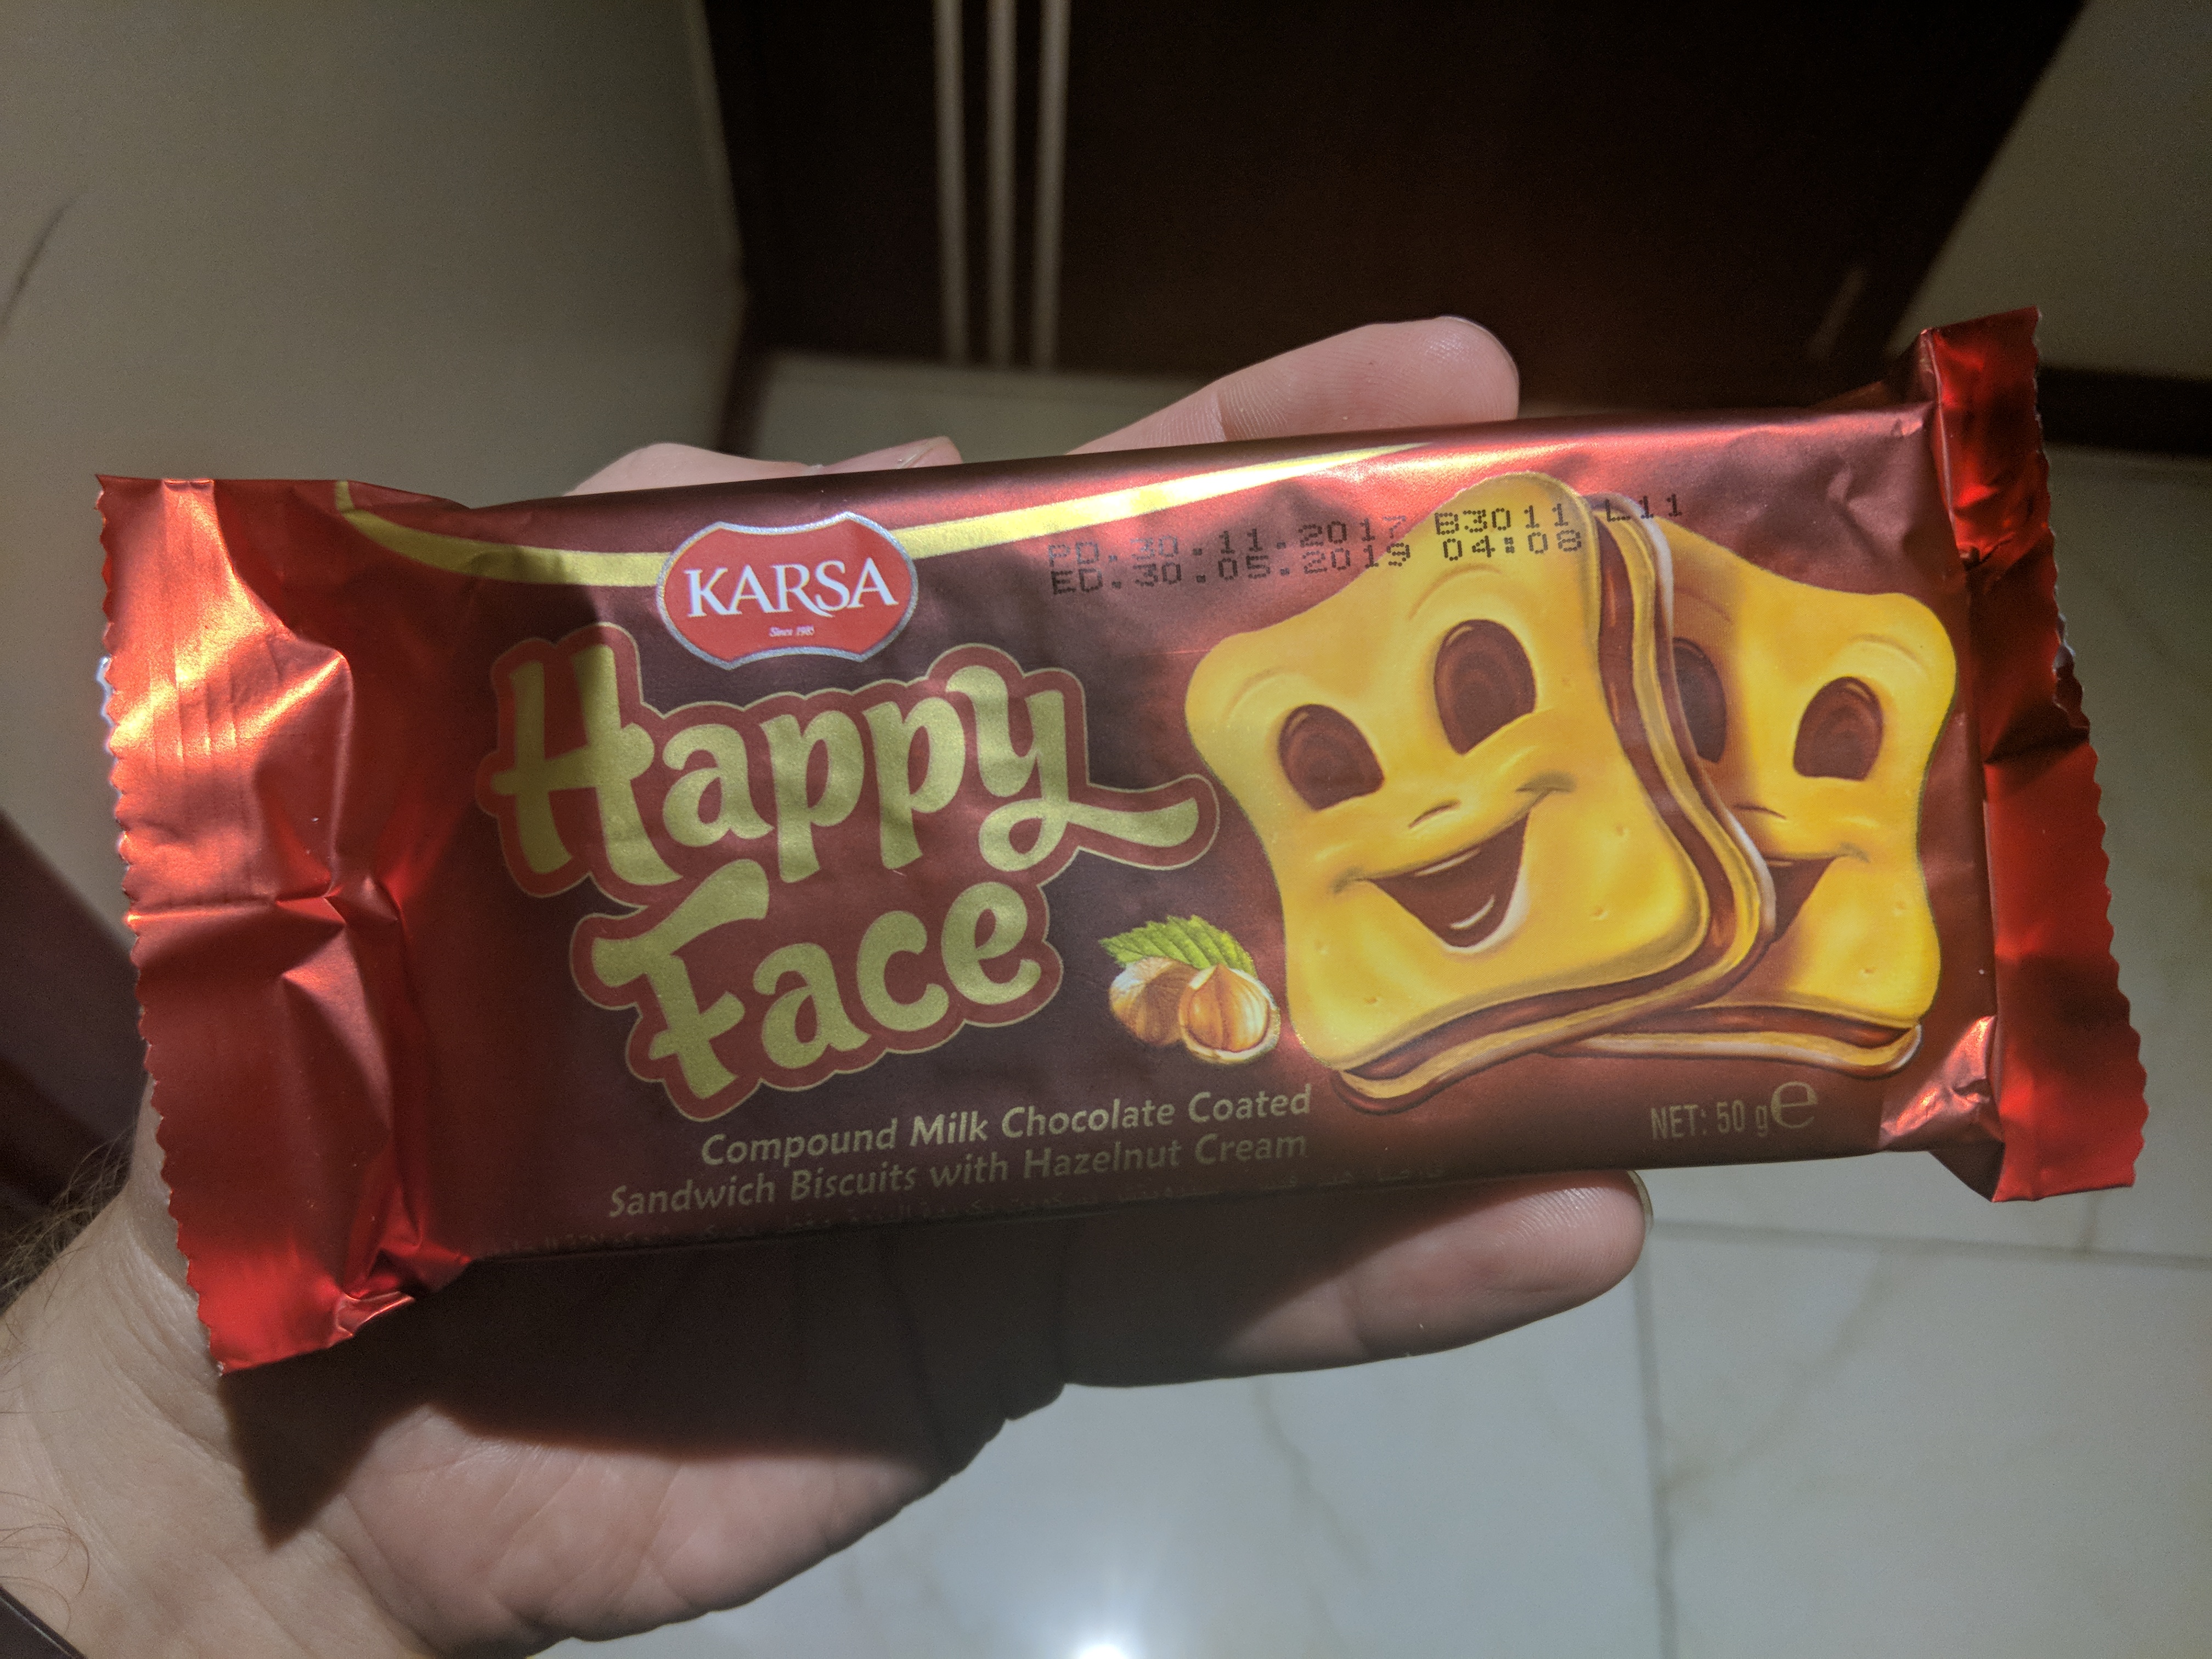 KARSA
Since 1985
PD.30.11.2017 B3011 L11
ED.30.05.2019 04:08
Happy
Face
Compound Milk Chocolate Coated
Sandwich Biscuits with Hazelnut Cream
NET: 50 g e